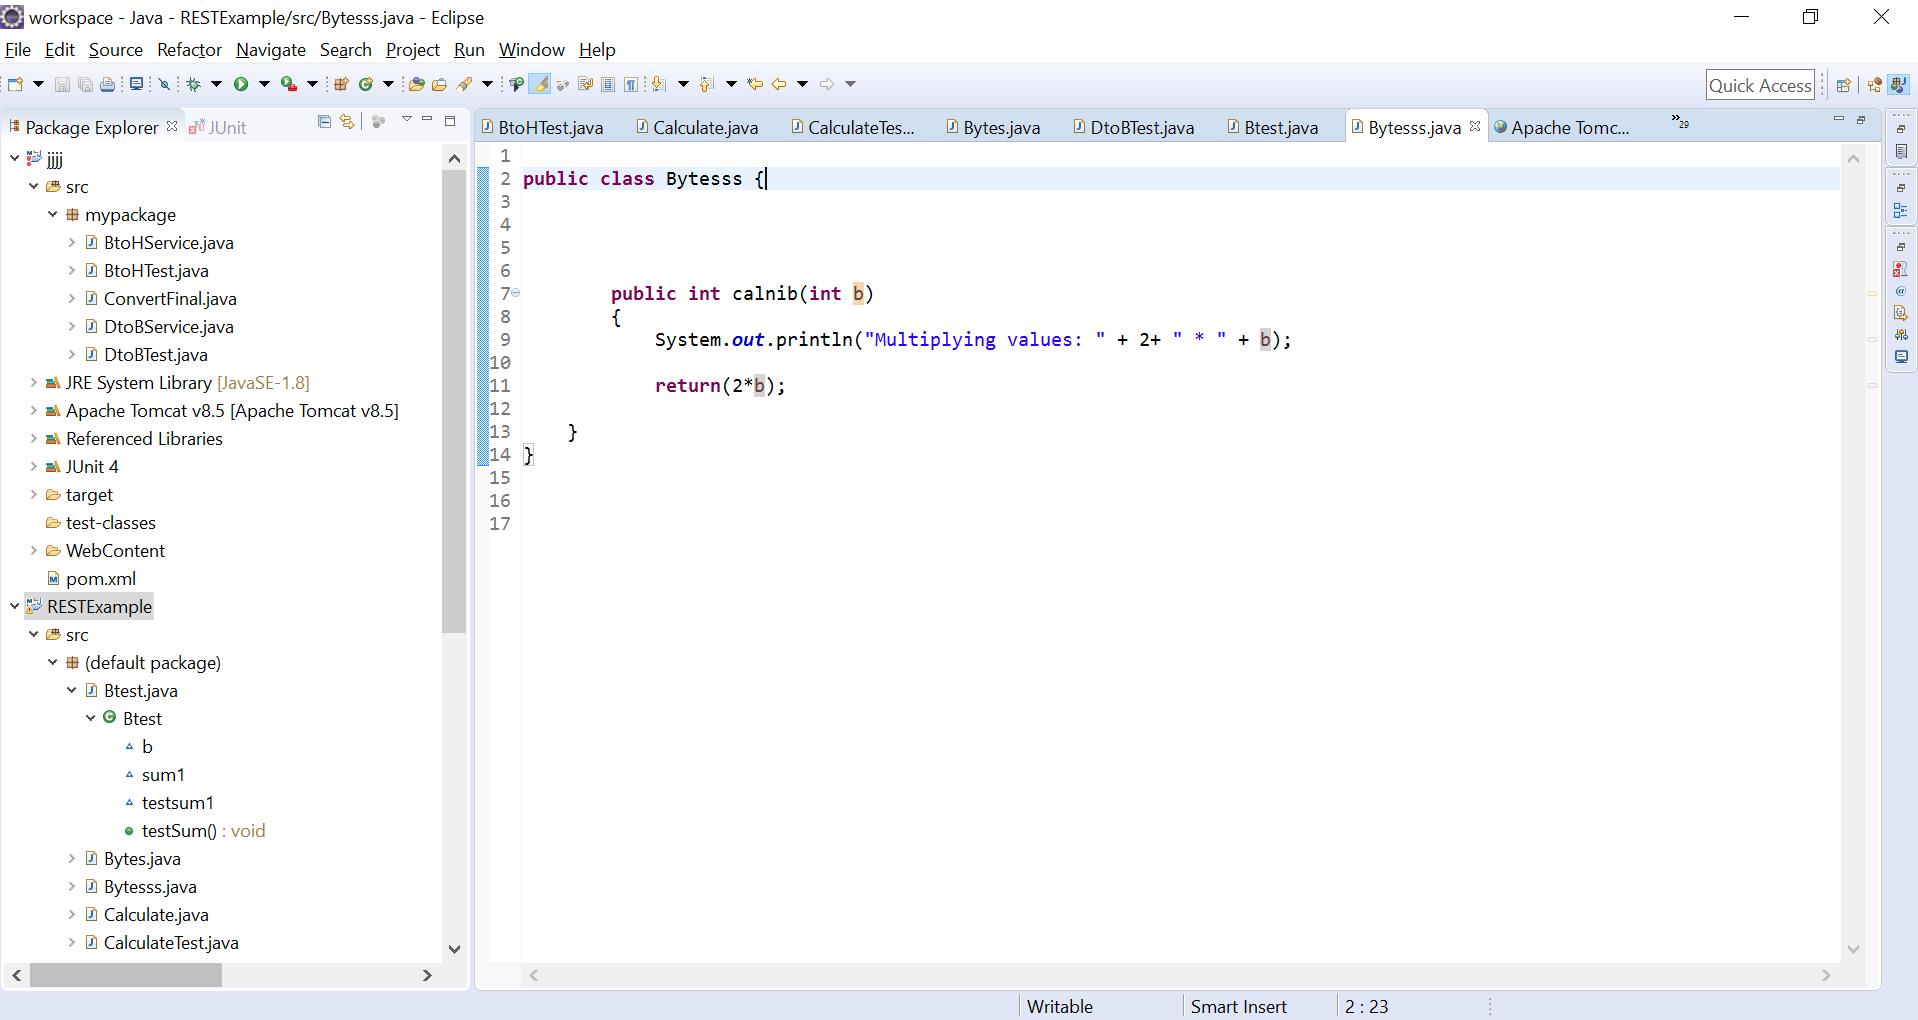 workspace - Java - RESTExample/src/Bytesss.java - Eclipse
File Edit Source Refactor Navigate Search Project Run Window Help
Quick Access
Package Explorer JUnit
BtoHTest.java Calculate.java CalculateTes... Bytes.java DtoBTest.java Btest.java Bytesss.java Apache Tomc... »29
jjjj
src
mypackage
BtoHService.java
BtoHTest.java
ConvertFinal.java
DtoBService.java
DtoBTest.java
JRE System Library [JavaSE-1.8]
Apache Tomcat v8.5 [Apache Tomcat v8.5]
Referenced Libraries
JUnit 4
target
test-classes
WebContent
pom.xml
RESTExample
src
(default package)
Btest.java
Btest
b
sum1
testsum1
testSum() : void
Bytes.java
Bytesss.java
Calculate.java
CalculateTest.java
1
2 public class Bytesss {
3
4
5
6
7 public int calnib(int b)
8 {
9 System.out.println("Multiplying values: " + 2+ " * " + b);
10
11 return(2*b);
12
13 }
14 }
15
16
17
Writable Smart Insert 2 : 23